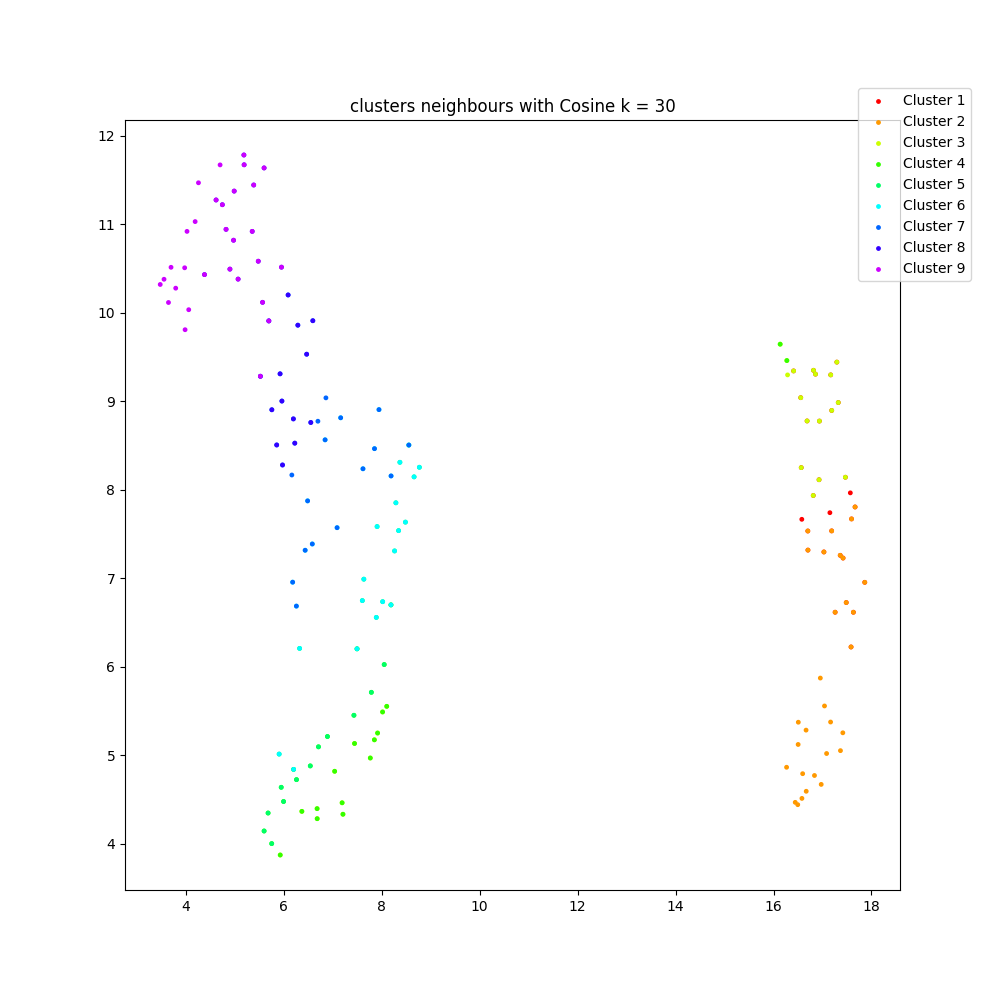 clusters neighbours with Cosine k = 30
Cluster 1
Cluster 2
Cluster 3
Cluster 4
Cluster 5
Cluster 6
Cluster 7
Cluster 8
Cluster 9
12
11
10
9
8
7
6
5
4
4 6 8 10 12 14 16 18